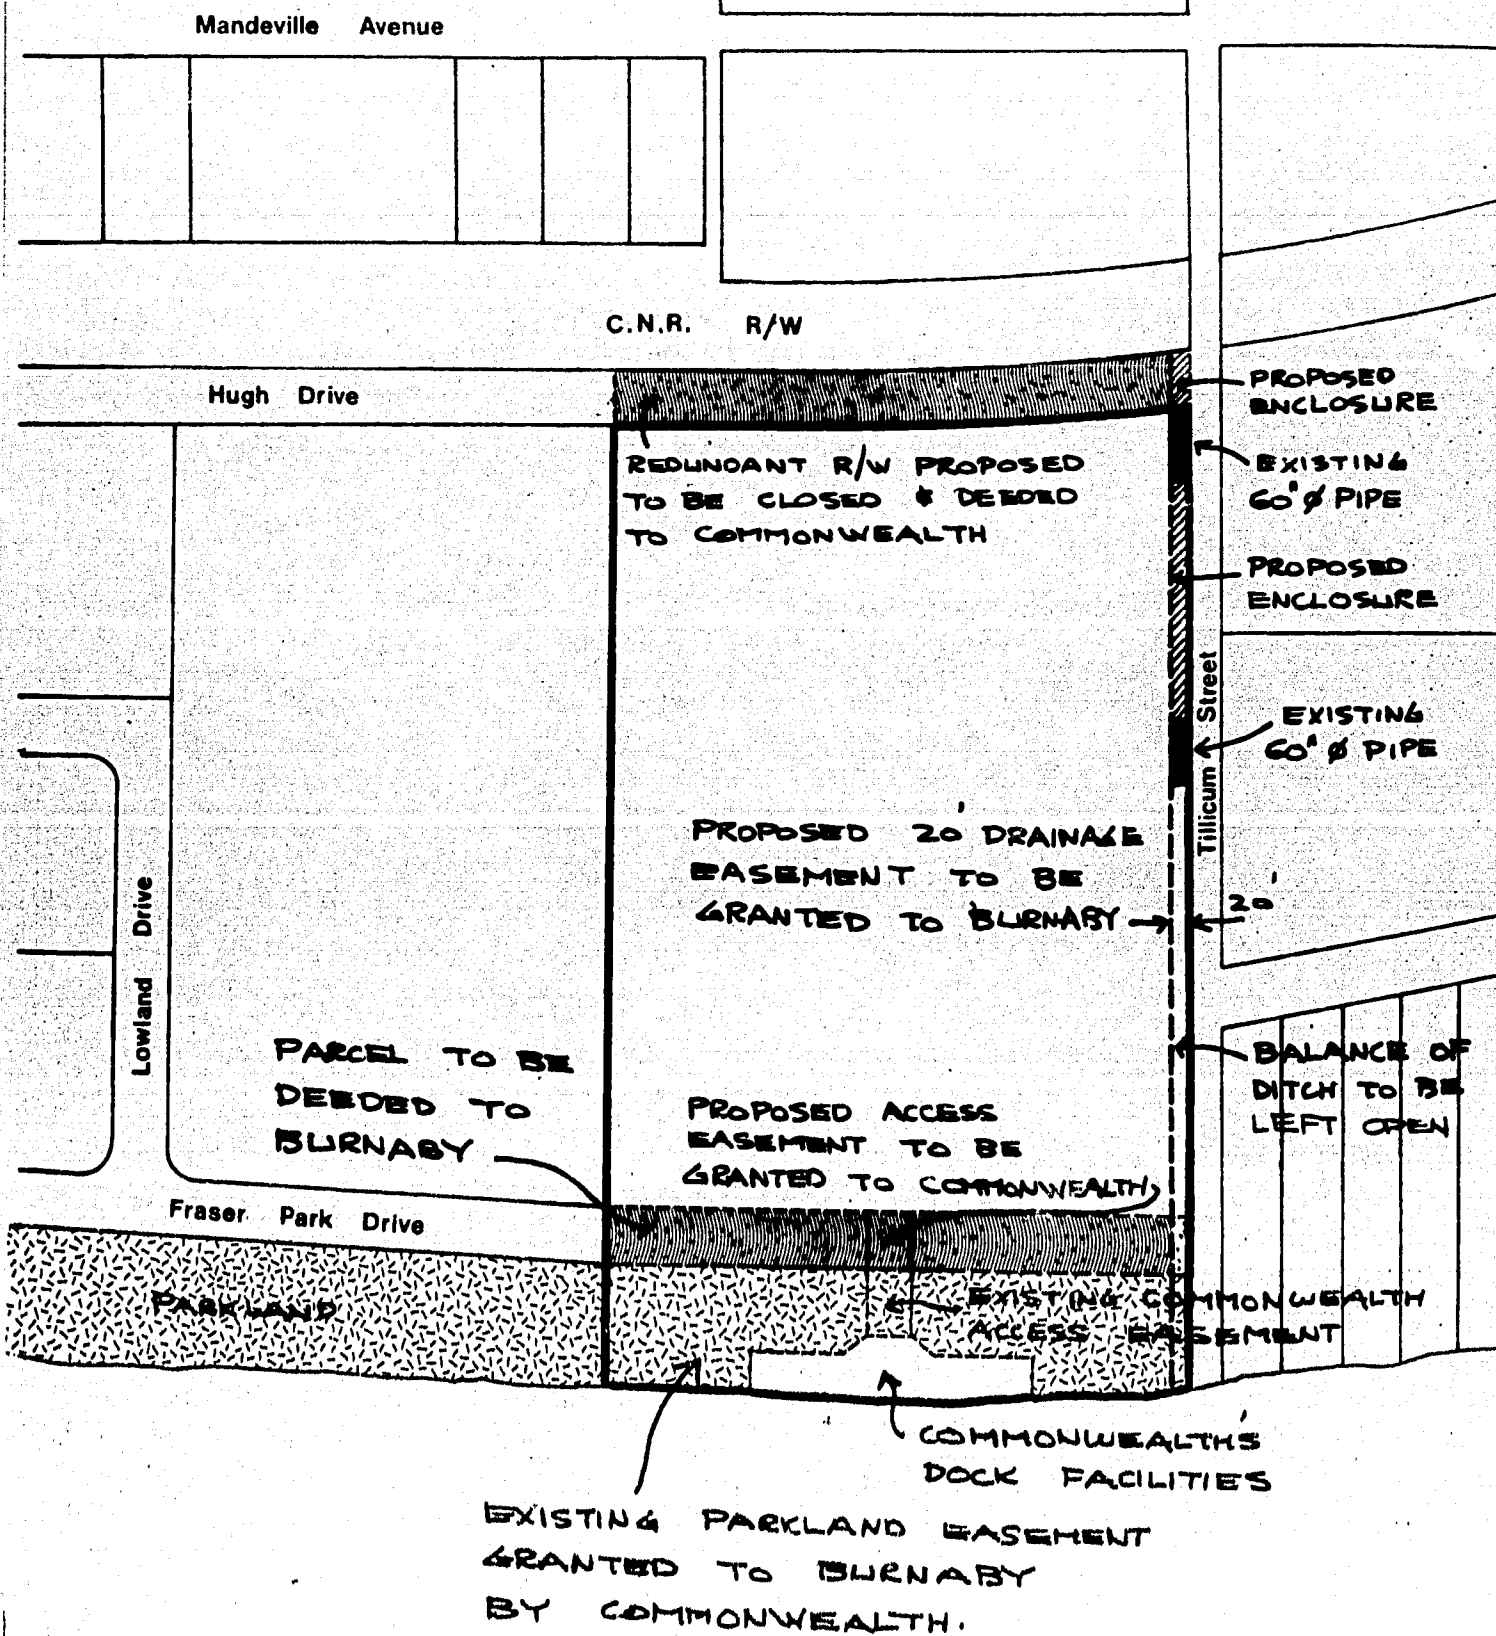 Mandeville Avenue
C.N.R. R/W
Hugh Drive
PROPOSED
ENCLOSURE
REDUNDANT R/W PROPOSED
TO BE CLOSED & DEEDED
TO COMMONWEALTH
EXISTING
60" Ø PIPE
PROPOSED
ENCLOSURE
Tillicum Street
EXISTING
60" Ø PIPE
PROPOSED 20' DRAINAGE
EASEMENT TO BE
GRANTED TO BURNABY
20'
Lowland Drive
PARCEL TO BE
DEEDED TO
BURNABY
PROPOSED ACCESS
EASEMENT TO BE
GRANTED TO COMMONWEALTH
BALANCE OF
DITCH TO BE
LEFT OPEN
Fraser Park Drive
PARKLAND
EXISTING COMMONWEALTH
ACCESS EASEMENT
COMMONWEALTH'S
DOCK FACILITIES
EXISTING PARKLAND EASEMENT
GRANTED TO BURNABY
BY COMMONWEALTH.